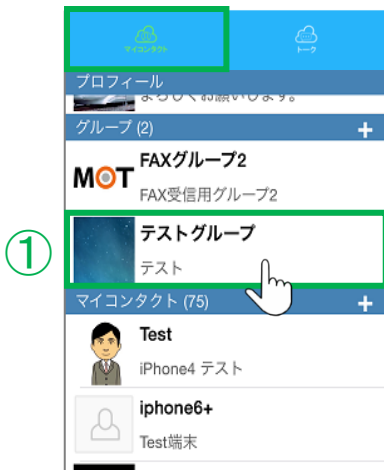 マイコンタクト
トーク
プロフィール
よろしくお願いします。
グループ (2)
+
MOT
FAXグループ2
FAX受信用グループ2
①
テストグループ
テスト
マイコンタクト (75)
+
Test
iPhone4 テスト
iphone6+
Test端末